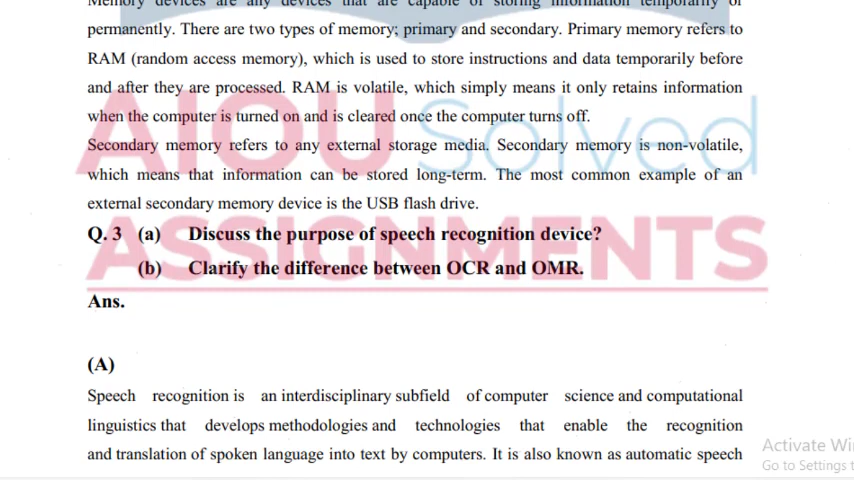 Memory devices are any devices that are capable of storing information temporarily or
permanently. There are two types of memory; primary and secondary. Primary memory refers to
RAM (random access memory), which is used to store instructions and data temporarily before
and after they are processed. RAM is volatile, which simply means it only retains information
when the computer is turned on and is cleared once the computer turns off.
Secondary memory refers to any external storage media. Secondary memory is non-volatile,
which means that information can be stored long-term. The most common example of an
external secondary memory device is the USB flash drive.
AIOU Solved
ASSIGNMENTS
Q. 3 (a) Discuss the purpose of speech recognition device?
(b) Clarify the difference between OCR and OMR.
Ans.
(A)
Speech recognition is an interdisciplinary subfield of computer science and computational
linguistics that develops methodologies and technologies that enable the recognition
and translation of spoken language into text by computers. It is also known as automatic speech
Activate Wi
Go to Settings t